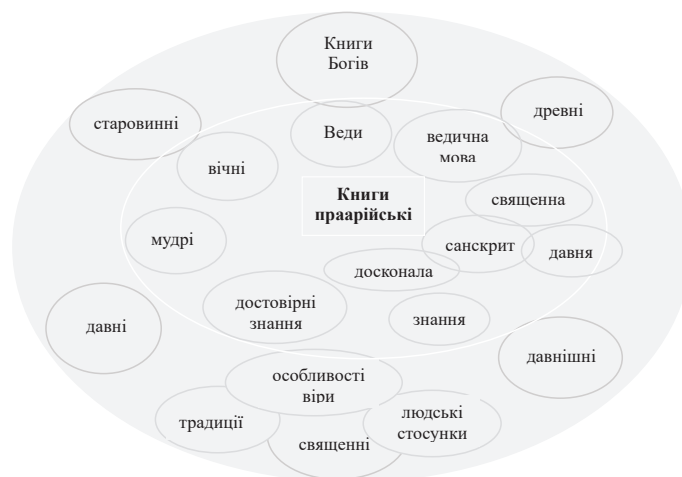 Книги
Богів
старовинні
древні
Веди
ведична
мова
вічні
Книги
праарійські
священна
мудрі
санскрит
давня
досконала
достовірні
знання
знання
давні
давнішні
особливості
віри
традиції
людські
стосунки
священні